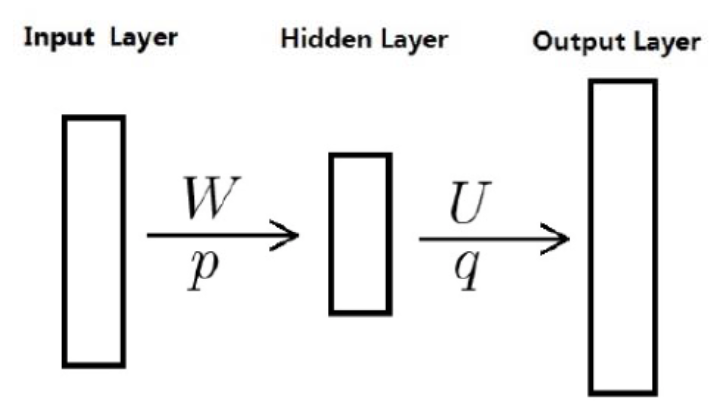 Input Layer
Hidden Layer
Output Layer
W
p
U
q